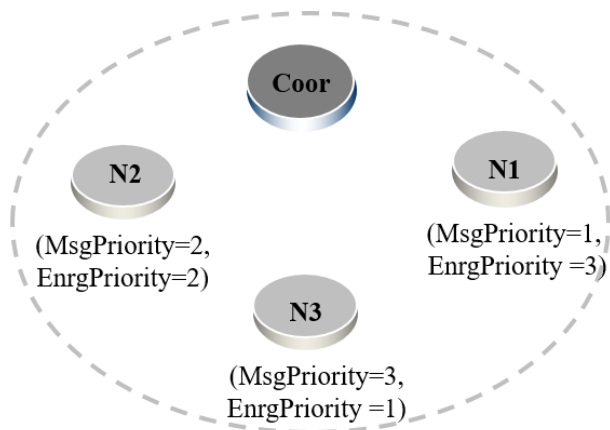 Coor
N2
N1
(MsgPriority=2,
EnrgPriority=2)
(MsgPriority=1,
EnrgPriority =3)
N3
(MsgPriority=3,
EnrgPriority =1)